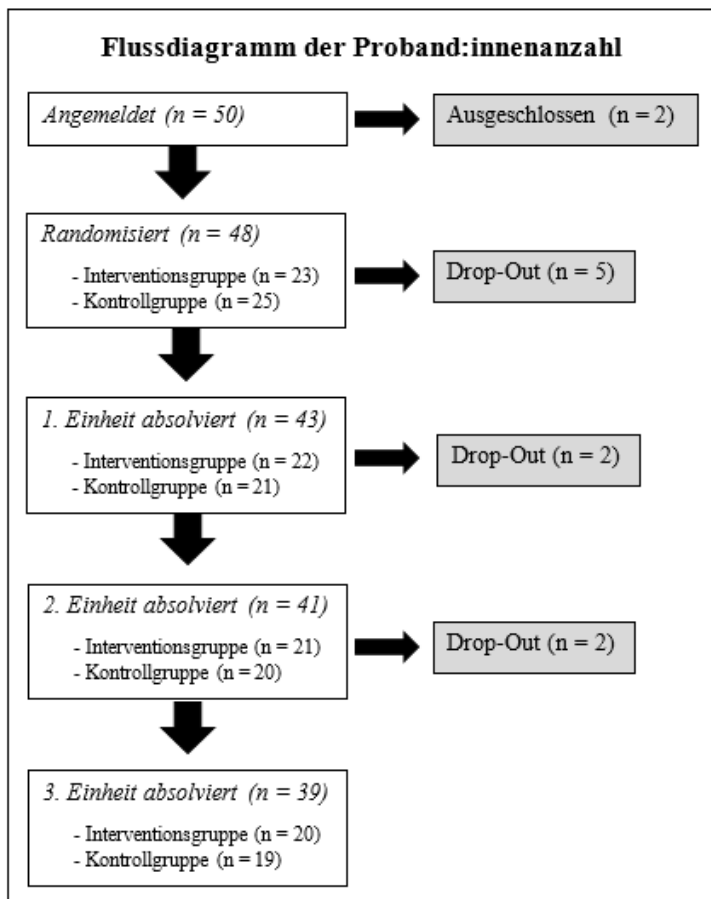 Flussdiagramm der Proband:innenanzahl
Angemeldet (n = 50)
Ausgeschlossen (n = 2)
Randomisiert (n = 48)
- Interventionsgruppe (n = 23)
- Kontrollgruppe (n = 25)
Drop-Out (n = 5)
1. Einheit absolviert (n = 43)
- Interventionsgruppe (n = 22)
- Kontrollgruppe (n = 21)
Drop-Out (n = 2)
2. Einheit absolviert (n = 41)
- Interventionsgruppe (n = 21)
- Kontrollgruppe (n = 20)
Drop-Out (n = 2)
3. Einheit absolviert (n = 39)
- Interventionsgruppe (n = 20)
- Kontrollgruppe (n = 19)